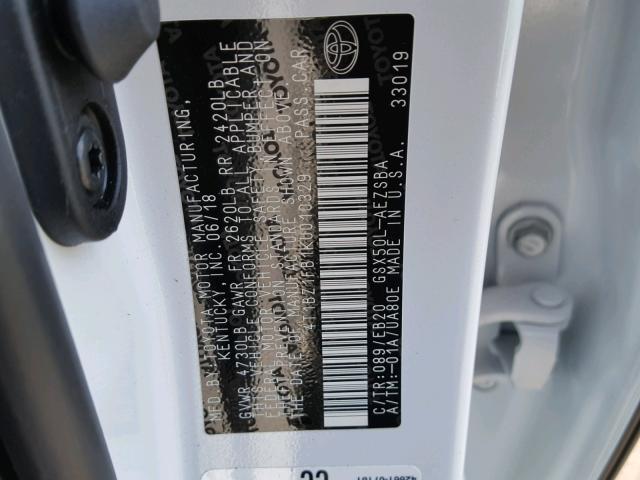 MFD. BY: TOYOTA MOTOR MANUFACTURING,
KENTUCKY, INC. 06/18
GVWR 4730LB GAWR FR 2620LB RR 2420LB
THIS VEHICLE CONFORMS TO ALL APPLICABLE
FEDERAL MOTOR VEHICLE SAFETY, BUMPER, AND
THEFT PREVENTION STANDARDS IN EFFECT ON
THE DATE OF MANUFACTURE SHOWN ABOVE.
PASS. CAR
C/TR:089/EB20 GSX50L-AEZSBA
A/TM:-01A/UA80E MADE IN U.S.A.
33019
TOYOTA